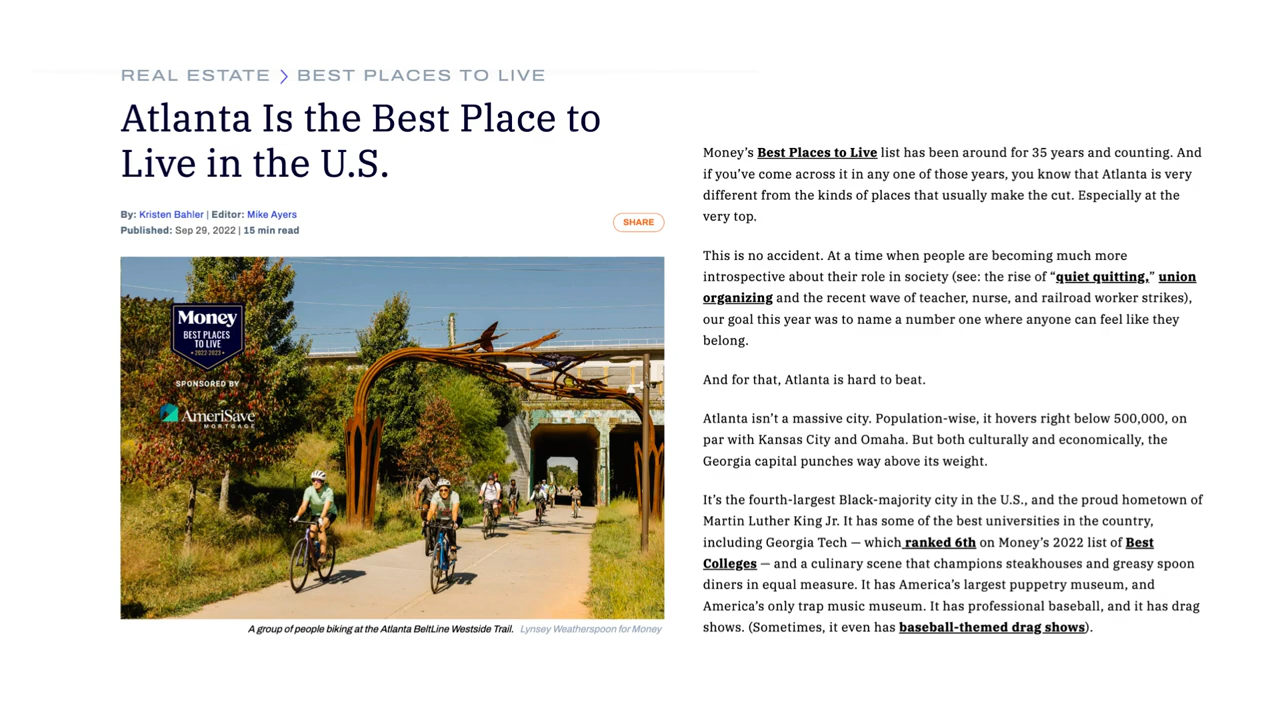 REAL ESTATE > BEST PLACES TO LIVE
Atlanta Is the Best Place to
Live in the U.S.
By: Kristen Bahler | Editor: Mike Ayers
Published: Sep 29, 2022 | 15 min read
SHARE
Money
BEST PLACES
TO LIVE
• 2022-2023 •
SPONSORED BY
AmeriSave
MORTGAGE
A group of people biking at the Atlanta BeltLine Westside Trail. Lynsey Weatherspoon for Money
Money’s Best Places to Live list has been around for 35 years and counting. And
if you’ve come across it in any one of those years, you know that Atlanta is very
different from the kinds of places that usually make the cut. Especially at the
very top.
This is no accident. At a time when people are becoming much more
introspective about their role in society (see: the rise of “quiet quitting,” union
organizing and the recent wave of teacher, nurse, and railroad worker strikes),
our goal this year was to name a number one where anyone can feel like they
belong.
And for that, Atlanta is hard to beat.
Atlanta isn’t a massive city. Population-wise, it hovers right below 500,000, on
par with Kansas City and Omaha. But both culturally and economically, the
Georgia capital punches way above its weight.
It’s the fourth-largest Black-majority city in the U.S., and the proud hometown of
Martin Luther King Jr. It has some of the best universities in the country,
including Georgia Tech — which ranked 6th on Money’s 2022 list of Best
Colleges — and a culinary scene that champions steakhouses and greasy spoon
diners in equal measure. It has America’s largest puppetry museum, and
America’s only trap music museum. It has professional baseball, and it has drag
shows. (Sometimes, it even has baseball-themed drag shows).